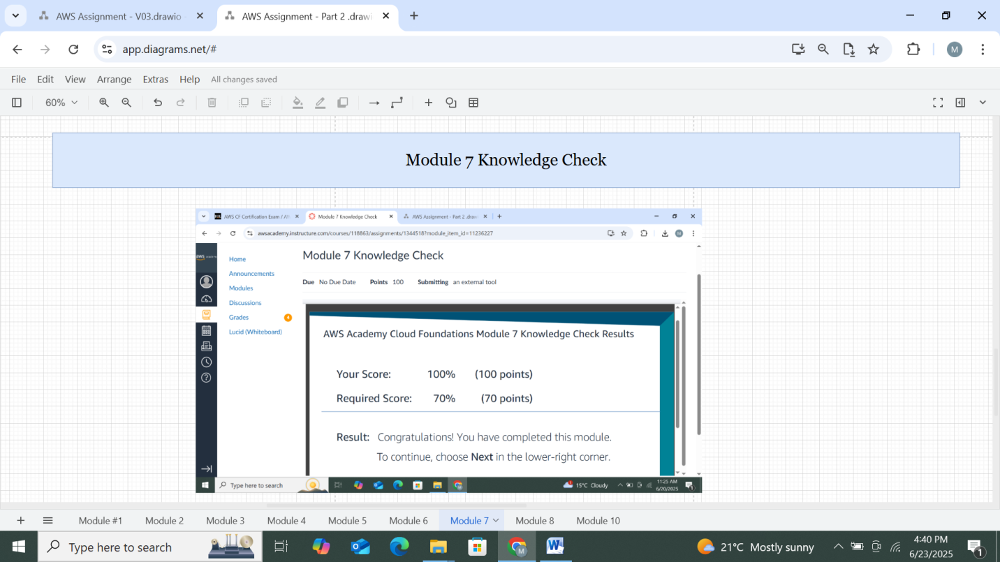 AWS Assignment - V03.drawio
AWS Assignment - Part 2 .drawi
app.diagrams.net/#
M
File Edit View Arrange Extras Help All changes saved
60%
Module 7 Knowledge Check
AWS CF Certification Exam / AW
Module 7 Knowledge Check
AWS Assignment - Part 2 .drawi
awsacademy.instructure.com/courses/118863/assignments/1344518?module_item_id=11236227
M
aws academy
Home
Announcements
Modules
Discussions
Grades 4
Lucid (Whiteboard)
Module 7 Knowledge Check
Due No Due Date Points 100 Submitting an external tool
AWS Academy Cloud Foundations Module 7 Knowledge Check Results
Your Score: 100% (100 points)
Required Score: 70% (70 points)
Result: Congratulations! You have completed this module.
To continue, choose Next in the lower-right corner.
Type here to search
15°C Cloudy
11:25 AM
6/20/2025
1
Module #1 Module 2 Module 3 Module 4 Module 5 Module 6 Module 7 Module 8 Module 10
Type here to search
M
W
21°C Mostly sunny
4:40 PM
6/23/2025
1